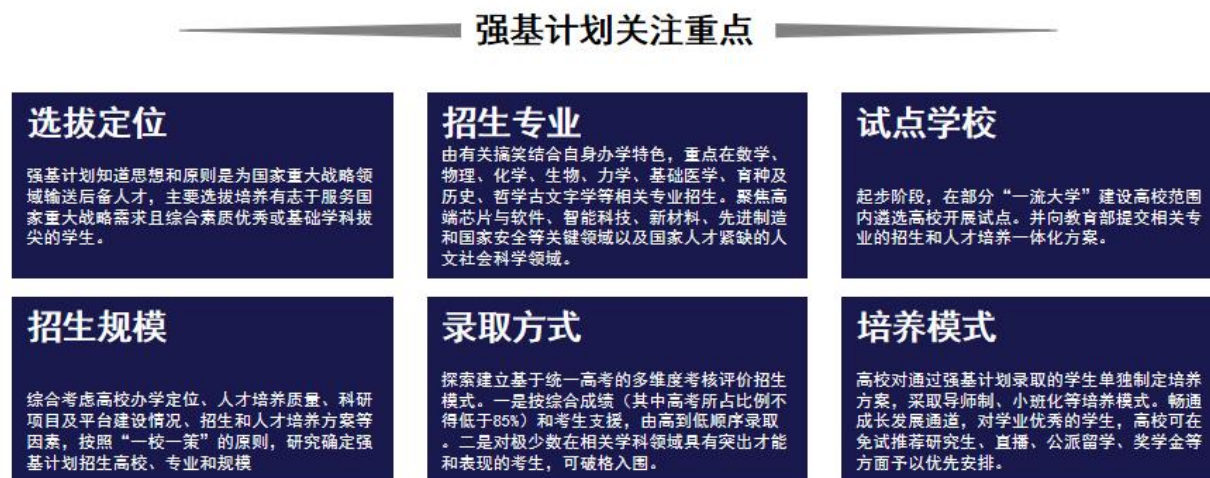 强基计划关注重点
选拔定位
强基计划知道思想和原则是为国家重大战略领
域输送后备人才，主要选拔培养有志于服务国
家重大战略需求且综合素质优秀或基础学科拔
尖的学生。
招生专业
由有关搞笑结合自身办学特色，重点在数学、
物理、化学、生物、力学、基础医学、育种及
历史、哲学古文字学等相关专业招生。聚焦高
端芯片与软件、智能科技、新材料、先进制造
和国家安全等关键领域以及国家人才紧缺的人
文社会科学领域。
试点学校
起步阶段，在部分“一流大学”建设高校范围
内遴选高校开展试点。并向教育部提交相关专
业的招生和人才培养一体化方案。
招生规模
综合考虑高校办学定位、人才培养质量、科研
项目及平台建设情况、招生和人才培养方案等
因素，按照“一校一策”的原则，研究确定强
基计划招生高校、专业和规模
录取方式
探索建立基于统一高考的多维度考核评价招生
模式。一是按综合成绩（其中高考所占比例不
得低于85%）和考生支援，由高到低顺序录取
。二是对极少数在相关学科领域具有突出才能
和表现的考生，可破格入围。
培养模式
高校对通过强基计划录取的学生单独制定培养
方案，采取导师制、小班化等培养模式。畅通
成长发展通道，对学业优秀的学生，高校可在
免试推荐研究生、直播、公派留学、奖学金等
方面予以优先安排。